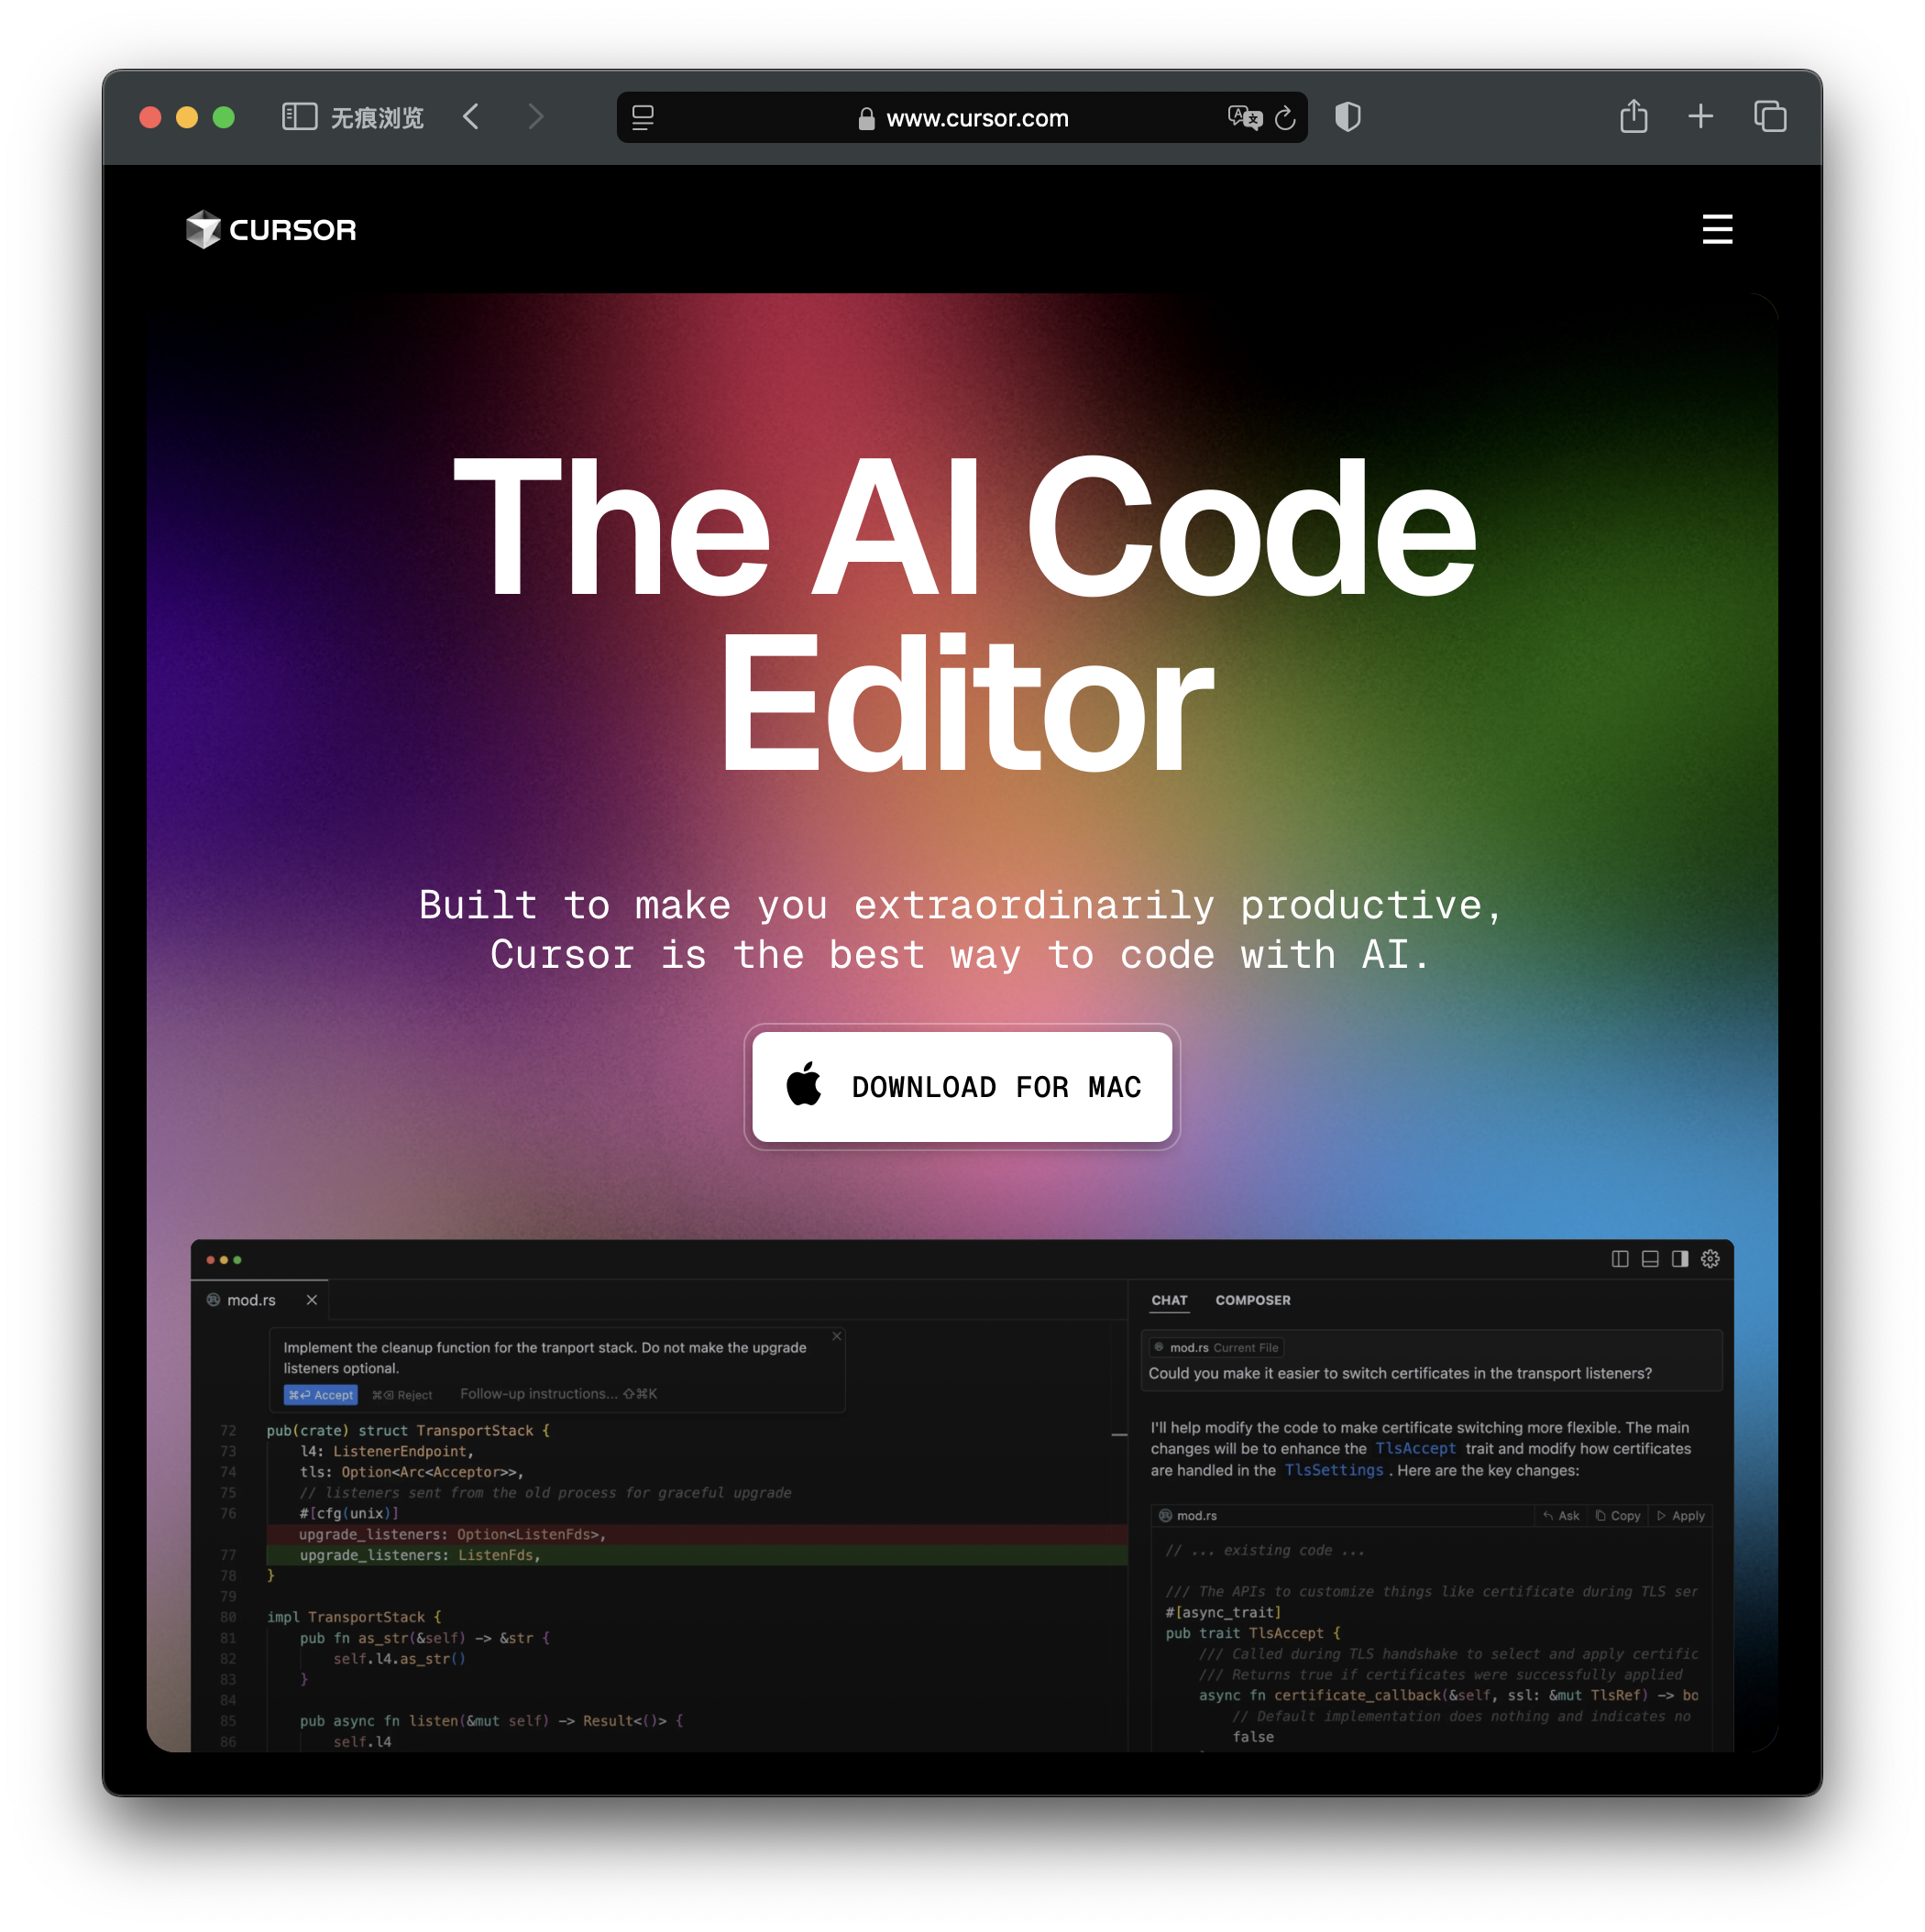 无痕浏览
www.cursor.com
CURSOR
The AI Code
Editor
Built to make you extraordinarily productive,
Cursor is the best way to code with AI.
DOWNLOAD FOR MAC
mod.rs
Implement the cleanup function for the tranport stack. Do not make the upgrade
listeners optional.
⌘⏎ Accept ⌘⌫ Reject Follow-up instructions... ⇧⌘K
72 pub(crate) struct TransportStack {
73 l4: ListenerEndpoint,
74 tls: Option<Arc<Acceptor>>,
75 // listeners sent from the old process for graceful upgrade
76 #[cfg(unix)]
upgrade_listeners: Option<ListenFds>,
77 upgrade_listeners: ListenFds,
78 }
79
80 impl TransportStack {
81 pub fn as_str(&self) -> &str {
82 self.l4.as_str()
83 }
84
85 pub async fn listen(&mut self) -> Result<()> {
86 self.l4
CHAT COMPOSER
mod.rs Current File
Could you make it easier to switch certificates in the transport listeners?
I'll help modify the code to make certificate switching more flexible. The main
changes will be to enhance the TlsAccept trait and modify how certificates
are handled in the TlsSettings . Here are the key changes:
mod.rs Ask Copy Apply
// ... existing code ...
/// The APIs to customize things like certificate during TLS ser
#[async_trait]
pub trait TlsAccept {
/// Called during TLS handshake to select and apply certific
/// Returns true if certificates were successfully applied
async fn certificate_callback(&self, ssl: &mut TlsRef) -> bo
// Default implementation does nothing and indicates no
false